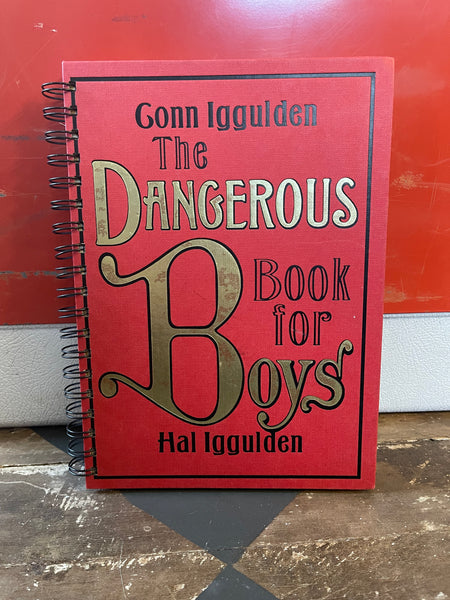 Conn Iggulden
The
DANGEROUS
Book
for
Boys
Hal Iggulden